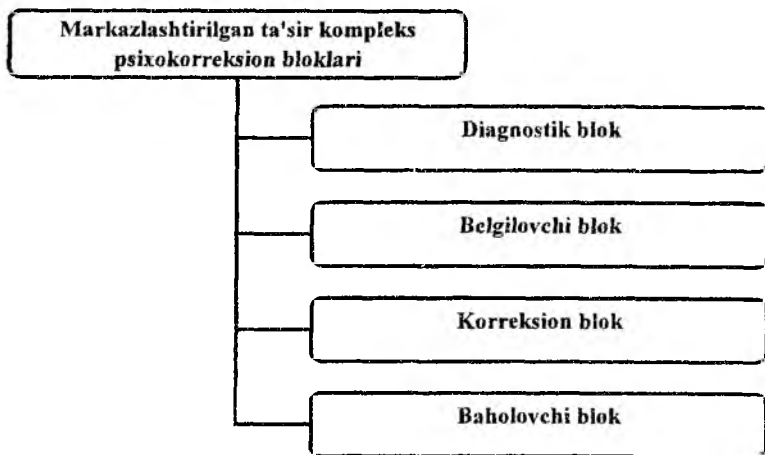 Markazlashtirilgan ta'sir kompleks
psixokorreksion bloklari
Diagnostik blok
Belgilovchi blok
Korreksion blok
Baholovchi blok